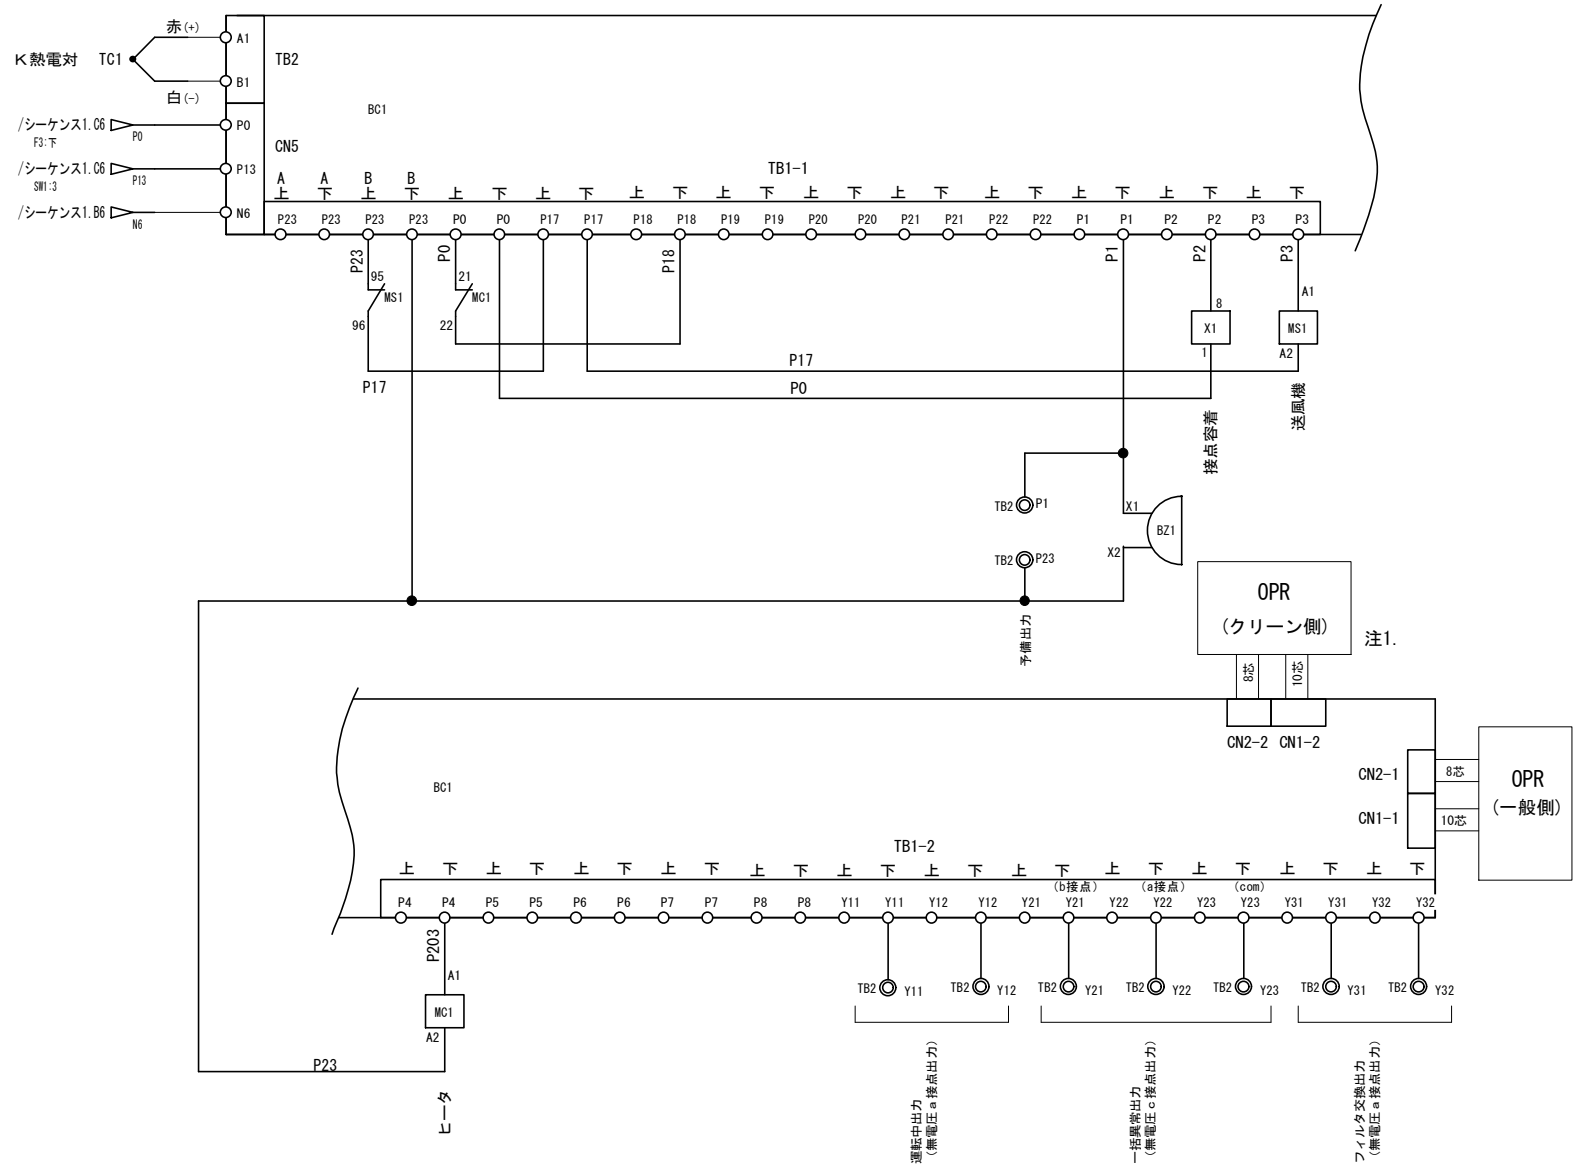 赤(+)
A1
K熱電対 TC1
TB2
B1
白(-)
BC1
/シーケンス1.C6
P0
F3:下
P0
CN5
/シーケンス1.C6
P13
SW1:3
P13
TB1-1
/シーケンス1.B6
N6
N6
A A B B
上 下 上 下 上 下 上 下 上 下 上 下 上 下 上 下 上 下 上 下 上 下 上 下
P23 P23 P23 P23 P0 P0 P17 P17 P18 P18 P19 P19 P20 P20 P21 P21 P22 P22 P1 P1 P2 P2 P3 P3
P23 P0 P18 P1 P2 P3
95
MS1
96
21
MC1
22
8
X1
1
A1
MS1
A2
P17
P17
P0
接点容着
送風機
TB2 P1
X1
BZ1
X2
TB2 P23
予備出力
OPR
(クリーン側)
注1.
8芯 10芯
CN2-2 CN1-2
CN2-1
8芯
OPR
(一般側)
CN1-1
10芯
BC1
TB1-2
上 下 上 下 上 下 上 下 上 下 上 下 上 下 上 下 上 下 上 下 上 下 上 下
(b接点) (a接点) (com)
P4 P4 P5 P5 P6 P6 P7 P7 P8 P8 Y11 Y11 Y12 Y12 Y21 Y21 Y22 Y22 Y23 Y23 Y31 Y31 Y32 Y32
P203
A1
MC1
A2
P23
ヒータ
TB2 Y11 TB2 Y12 TB2 Y21 TB2 Y22 TB2 Y23 TB2 Y31 TB2 Y32
運転中出力
(無電圧a接点出力)
一括異常出力
(無電圧c接点出力)
フィルタ交換出力
(無電圧a接点出力)